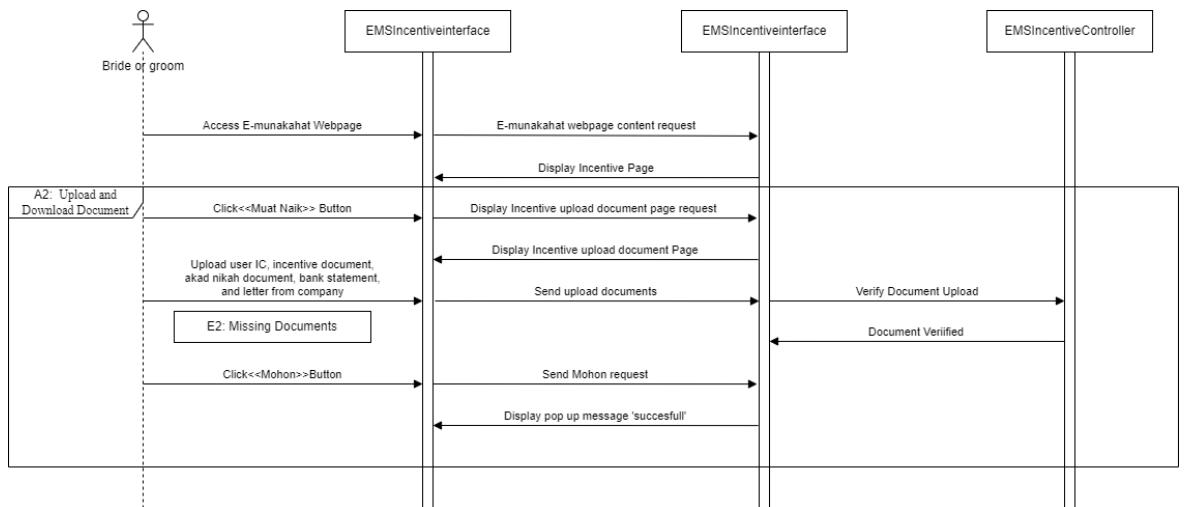 EMSIncentiveinterface
EMSIncentiveinterface
EMSIncentiveController
Bride or groom
Access E-munakahat Webpage
E-munakahat webpage content request
Display Incentive Page
A2: Upload and
Download Document
Click<<Muat Naik>> Button
Display Incentive upload document page request
Display Incentive upload document Page
Upload user IC, incentive document,
akad nikah document, bank statement,
and letter from company
Send upload documents
Verify Document Upload
E2: Missing Documents
Document Veriified
Click<<Mohon>>Button
Send Mohon request
Display pop up message 'succesfull'